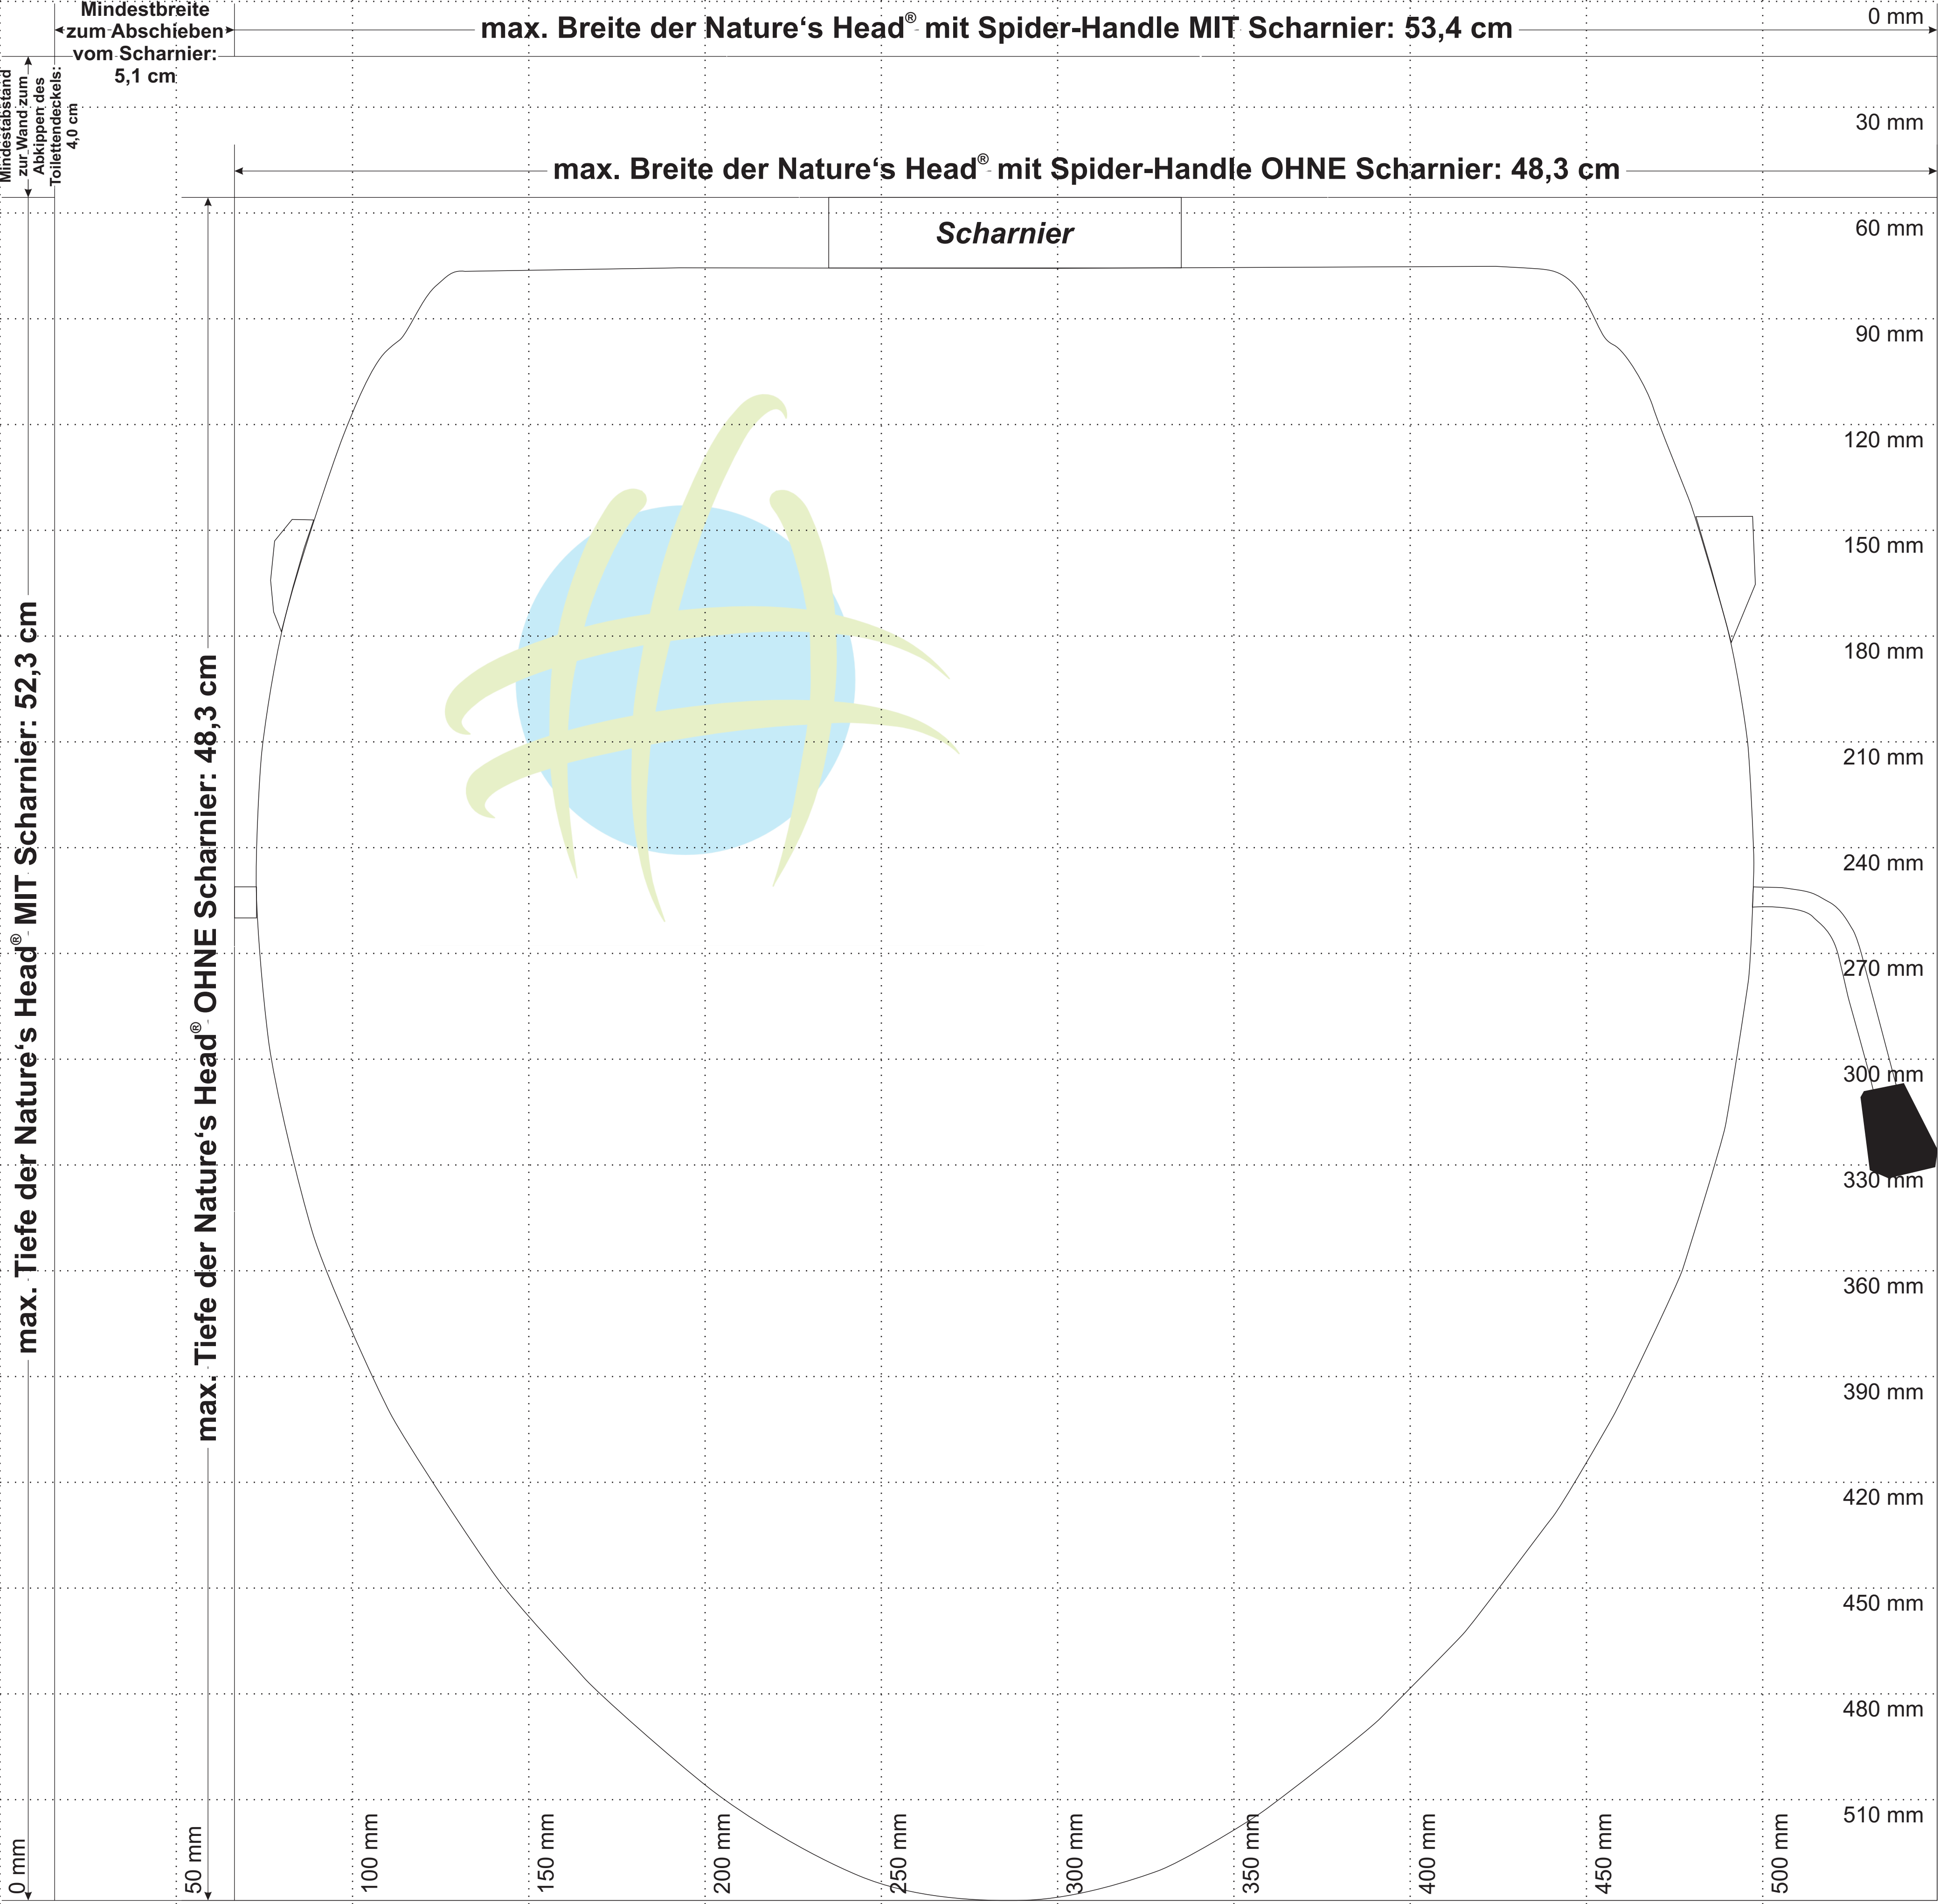 Mindestbreite
zum Abschieben
vom Scharnier:
5,1 cm
max. Breite der Nature's Head® mit Spider-Handle MIT Scharnier: 53,4 cm
Mindestabstand
zur Wand zum
Abkippen des
Toilettendeckels:
4,0 cm
max. Breite der Nature‘s Head® mit Spider-Handle OHNE Scharnier: 48,3 cm
Scharnier
max. Tiefe der Nature‘s Head® MIT Scharnier: 52,3 cm
max. Tiefe der Nature‘s Head® OHNE Scharnier: 48,3 cm
0 mm
30 mm
60 mm
90 mm
120 mm
150 mm
180 mm
210 mm
240 mm
270 mm
300 mm
330 mm
360 mm
390 mm
420 mm
450 mm
480 mm
510 mm
0 mm
50 mm
100 mm
150 mm
200 mm
250 mm
300 mm
350 mm
400 mm
450 mm
500 mm